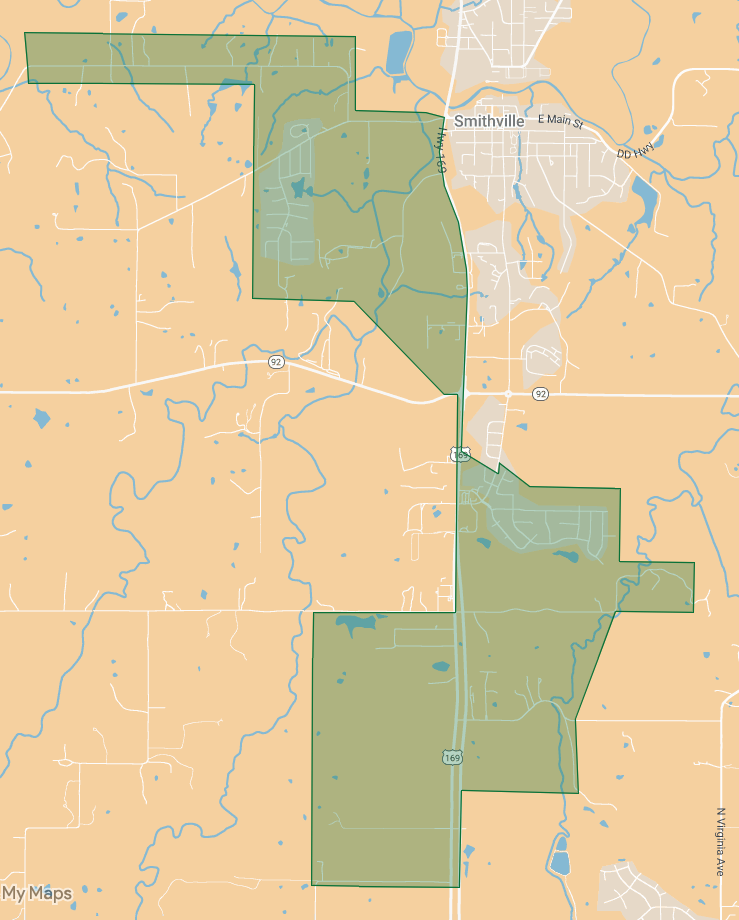 Smithville
E Main St
DD Hwy
Hwy 169
92
92
169
169
N Virginia Ave
My Maps